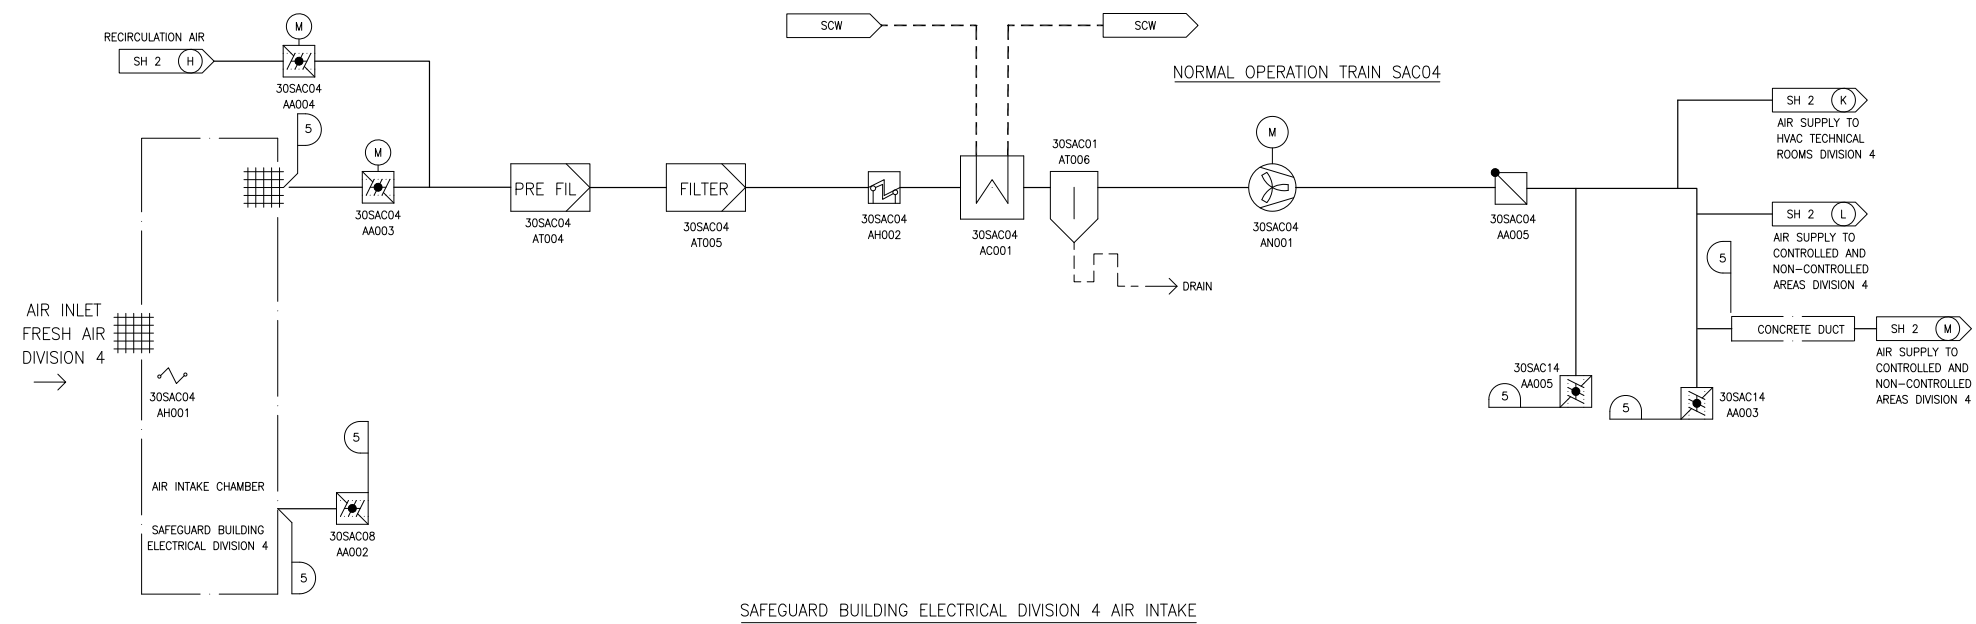 SCW
SCW
M
RECIRCULATION AIR
SH 2 H
30SAC04
AA004
NORMAL OPERATION TRAIN SAC04
SH 2 K
AIR SUPPLY TO
HVAC TECHNICAL
ROOMS DIVISION 4
5
M
30SAC04
AA003
PRE FIL
30SAC04
AT004
FILTER
30SAC04
AT005
30SAC04
AH002
30SAC04
AC001
30SAC01
AT006
DRAIN
M
30SAC04
AN001
30SAC04
AA005
SH 2 L
AIR SUPPLY TO
CONTROLLED AND
NON-CONTROLLED
AREAS DIVISION 4
5
CONCRETE DUCT
SH 2 M
AIR SUPPLY TO
CONTROLLED AND
NON-CONTROLLED
AREAS DIVISION 4
30SAC14
AA005
5
30SAC14
AA003
5
AIR INLET
FRESH AIR
DIVISION 4
30SAC04
AH001
5
AIR INTAKE CHAMBER
SAFEGUARD BUILDING
ELECTRICAL DIVISION 4
30SAC08
AA002
5
SAFEGUARD BUILDING ELECTRICAL DIVISION 4 AIR INTAKE